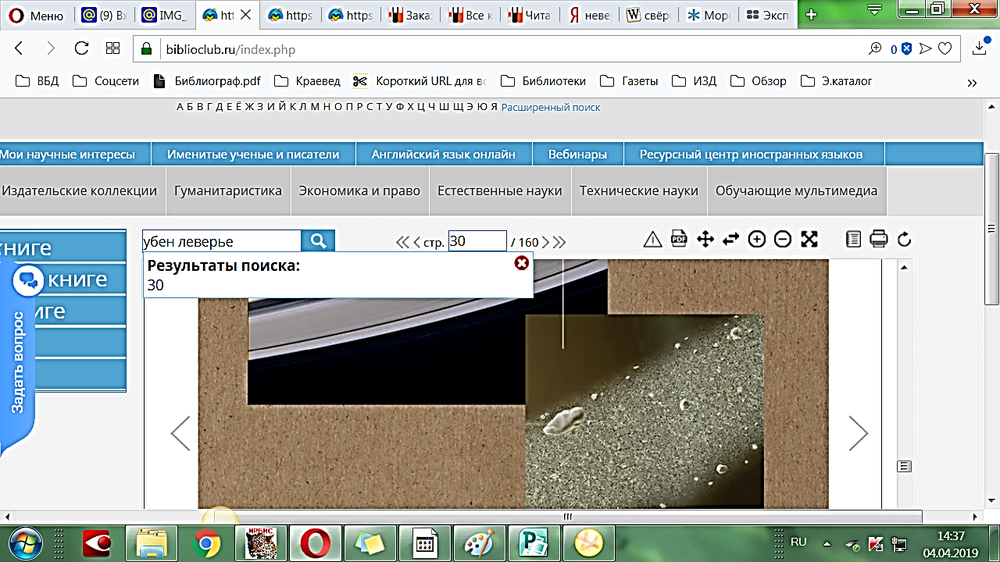 Меню
(9) Вх
IMG_
htt
https
https
Зака
Все к
Чита
неве
свёр
Мор
Эксп
biblioclub.ru/index.php
0
ВБД
Соцсети
Библиограф.pdf
Краевед
Короткий URL для вс
Библиотеки
Газеты
ИЗД
Обзор
Э.каталог
»
А Б В Г Д Е Ё Ж З И Й К Л М Н О П Р С Т У Ф Х Ц Ч Ш Щ Э Ю Я Расширенный поиск
Мои научные интересы
Именитые ученые и писатели
Английский язык онлайн
Вебинары
Ресурсный центр иностранных языков
Издательские коллекции
Гуманитаристика
Экономика и право
Естественные науки
Технические науки
Обучающие мультимедиа
книге
книге
иге
Задать вопрос
убен леверье
стр. 30 / 160
PDF
Результаты поиска:
30
ИРБИС
RU
14:37
04.04.2019